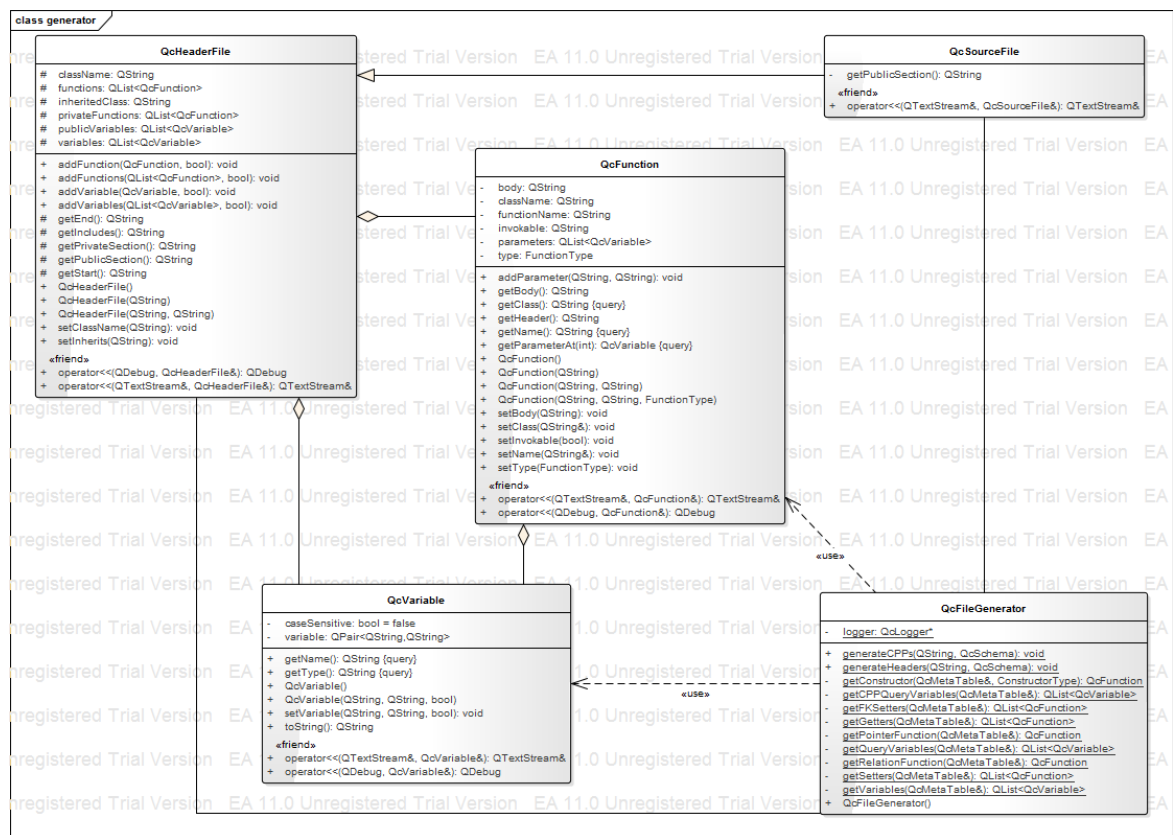 class generator
QcHeaderFile
# className: QString
# functions: QList<QcFunction>
# inheritedClass: QString
# privateFunctions: QList<QcFunction>
# publicVariables: QList<QcVariable>
# variables: QList<QcVariable>
+ addFunction(QcFunction, bool): void
+ addFunctions(QList<QcFunction>, bool): void
+ addVariable(QcVariable, bool): void
+ addVariables(QList<QcVariable>, bool): void
# getEnd(): QString
# getIncludes(): QString
# getPrivateSection(): QString
# getPublicSection(): QString
# getStart(): QString
+ QcHeaderFile()
+ QcHeaderFile(QString)
+ QcHeaderFile(QString, QString)
+ setClassName(QString): void
+ setInherits(QString): void
«friend»
+ operator<<(QDebug, QcHeaderFile&): QDebug
+ operator<<(QTextStream&, QcHeaderFile&): QTextStream&
QcSourceFile
- getPublicSection(): QString
«friend»
+ operator<<(QTextStream&, QcSourceFile&): QTextStream&
QcFunction
- body: QString
- className: QString
- functionName: QString
- invokable: QString
- parameters: QList<QcVariable>
- type: FunctionType
+ addParameter(QString, QString): void
+ getBody(): QString
+ getClass(): QString {query}
+ getHeader(): QString
+ getName(): QString {query}
+ getParameterAt(int): QcVariable {query}
+ QcFunction()
+ QcFunction(QString)
+ QcFunction(QString, QString)
+ QcFunction(QString, QString, FunctionType)
+ setBody(QString): void
+ setClass(QString&): void
+ setInvokable(bool): void
+ setName(QString&): void
+ setType(FunctionType): void
«friend»
+ operator<<(QTextStream&, QcFunction&): QTextStream&
+ operator<<(QDebug, QcFunction&): QDebug
«use»
QcVariable
- caseSensitive: bool = false
- variable: QPair<QString,QString>
+ getName(): QString {query}
+ getType(): QString {query}
+ QcVariable()
+ QcVariable(QString, QString, bool)
+ setVariable(QString, QString, bool): void
+ toString(): QString
«friend»
+ operator<<(QTextStream&, QcVariable&): QTextStream&
+ operator<<(QDebug, QcVariable&): QDebug
«use»
QcFileGenerator
- logger: QcLogger*
+ generateCPPs(QString, QcSchema): void
+ generateHeaders(QString, QcSchema): void
- getConstructor(QcMetaTable&, ConstructorType): QcFunction
- getCPPQueryVariables(QcMetaTable&): QList<QcVariable>
- getFKSetters(QcMetaTable&): QList<QcFunction>
- getGetters(QcMetaTable&): QList<QcFunction>
- getPointerFunction(QcMetaTable&): QcFunction
- getQueryVariables(QcMetaTable&): QList<QcVariable>
- getRelationFunction(QcMetaTable&): QcFunction
- getSetters(QcMetaTable&): QList<QcFunction>
- getVariables(QcMetaTable&): QList<QcVariable>
+ QcFileGenerator()
EA 11.0 Unregistered Trial Version